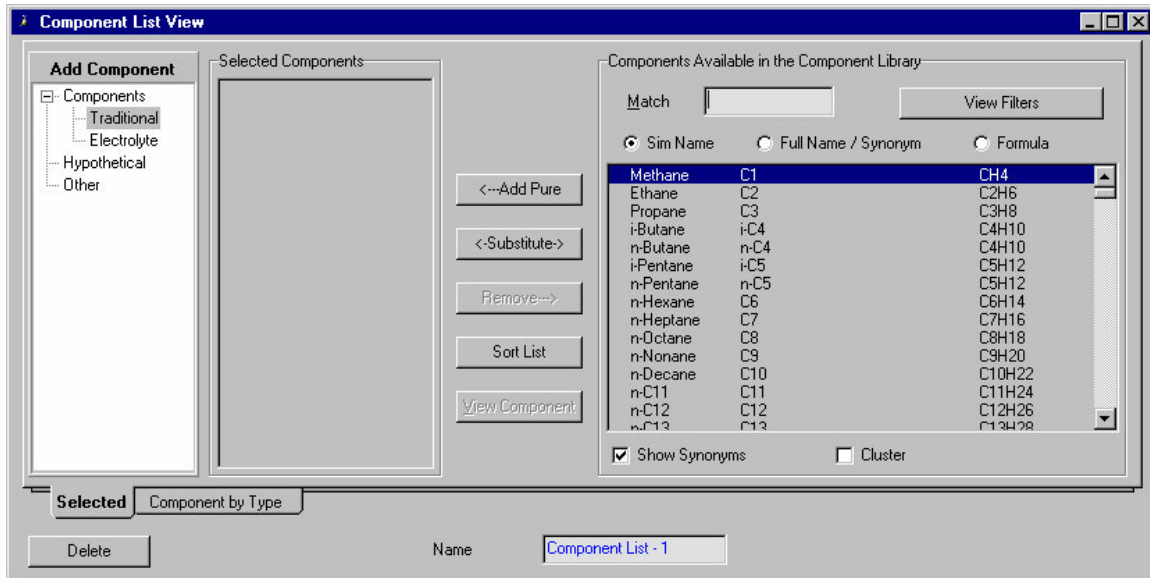 Component List View
Add Component
Components
Traditional
Electrolyte
Hypothetical
Other
Selected Components
<---Add Pure
<-Substitute->
Remove--->
Sort List
View Component
Components Available in the Component Library
Match
View Filters
Sim Name Full Name / Synonym Formula
Methane C1 CH4
Ethane C2 C2H6
Propane C3 C3H8
i-Butane i-C4 C4H10
n-Butane n-C4 C4H10
i-Pentane i-C5 C5H12
n-Pentane n-C5 C5H12
n-Hexane C6 C6H14
n-Heptane C7 C7H16
n-Octane C8 C8H18
n-Nonane C9 C9H20
n-Decane C10 C10H22
n-C11 C11 C11H24
n-C12 C12 C12H26
n-C13 C13 C13H28
Show Synonyms Cluster
Selected Component by Type
Delete Name Component List - 1